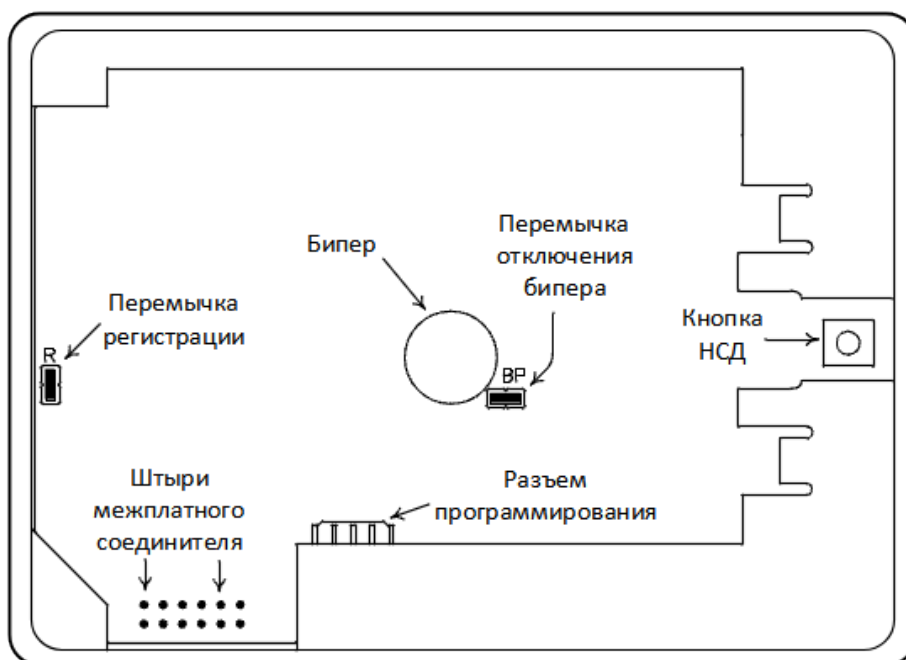 Бипер
Перемычка
отключения
бипера
Перемычка
регистрации
R
BP
Кнопка
НСД
Штыри
межплатного
соединителя
Разъем
программирования